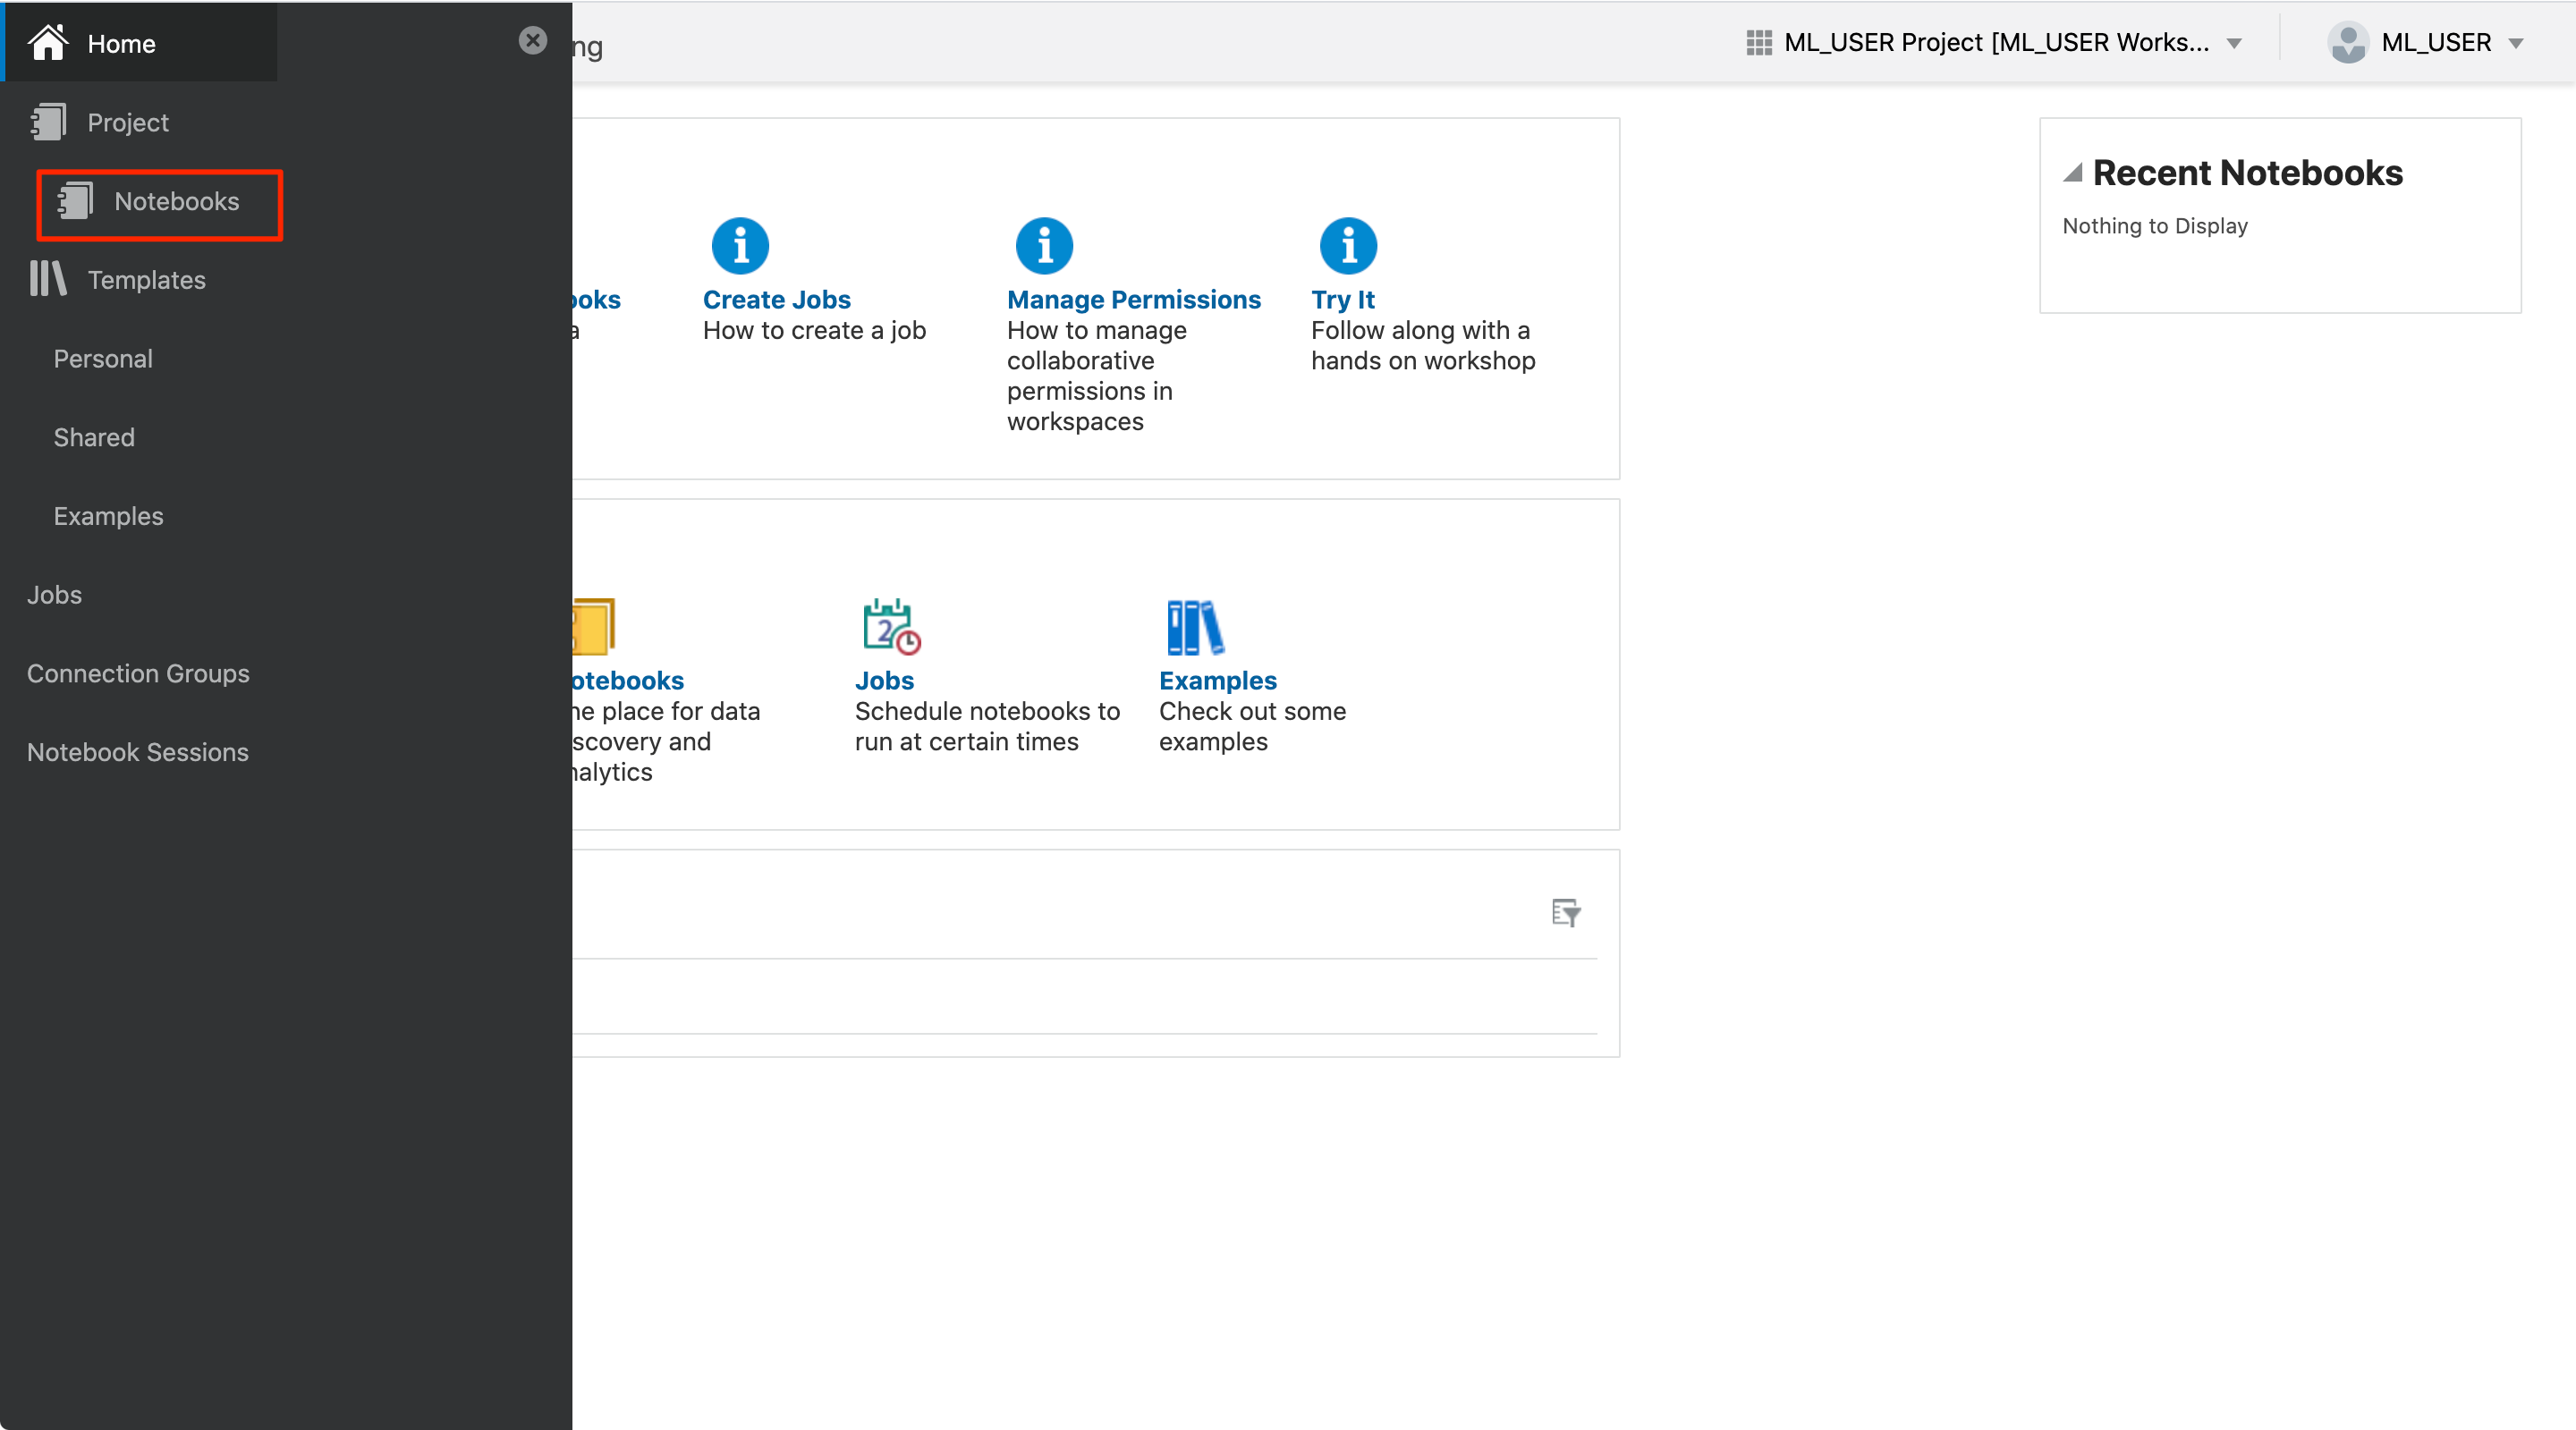 Home
Project
Notebooks
Templates
Personal
Shared
Examples
Jobs
Connection Groups
Notebook Sessions
ML_USER Project [ML_USER Works...
ML_USER
Create Jobs
How to create a job
Manage Permissions
How to manage
collaborative
permissions in
workspaces
Try It
Follow along with a
hands on workshop
otebooks
he place for data
scovery and
nalytics
2
Jobs
Schedule notebooks to
run at certain times
Examples
Check out some
examples
Recent Notebooks
Nothing to Display